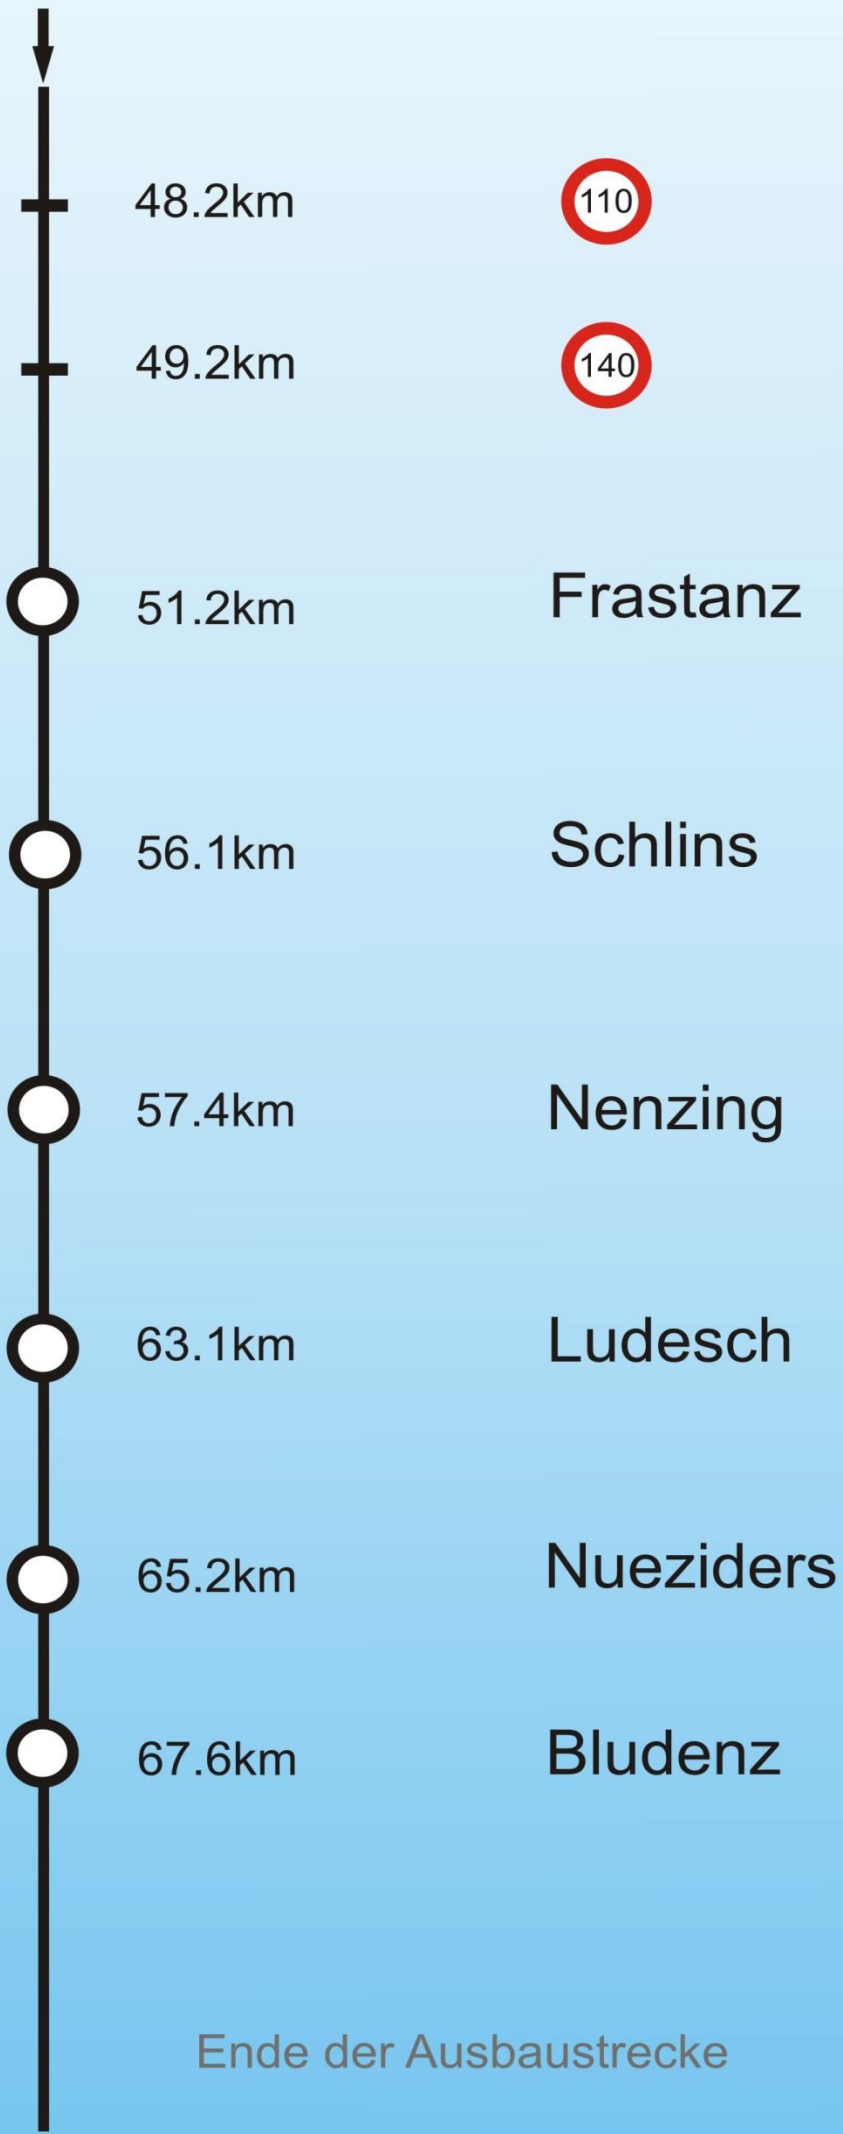 48.2km 110
49.2km 140
51.2km Frastanz
56.1km Schlins
57.4km Nenzing
63.1km Ludesch
65.2km Nueziders
67.6km Bludenz
Ende der Ausbaustrecke